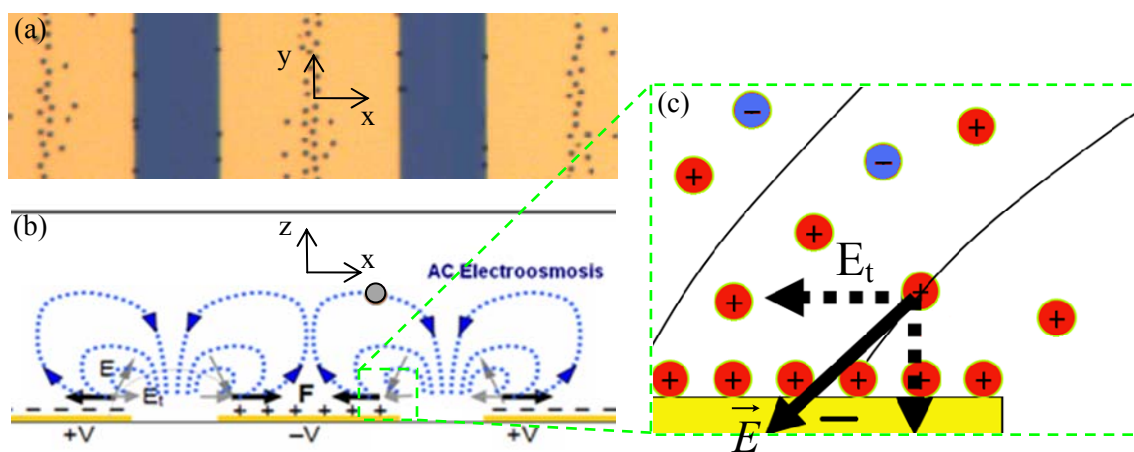 (a)
y
x
(b)
z
x
AC Electroosmosis
E
Et
F
− − − − −
+ + + + + +
− − − − −
+V
−V
+V
(c)
−
+
+
−
+
Et
+
+
+
+ + + + + +
−
E